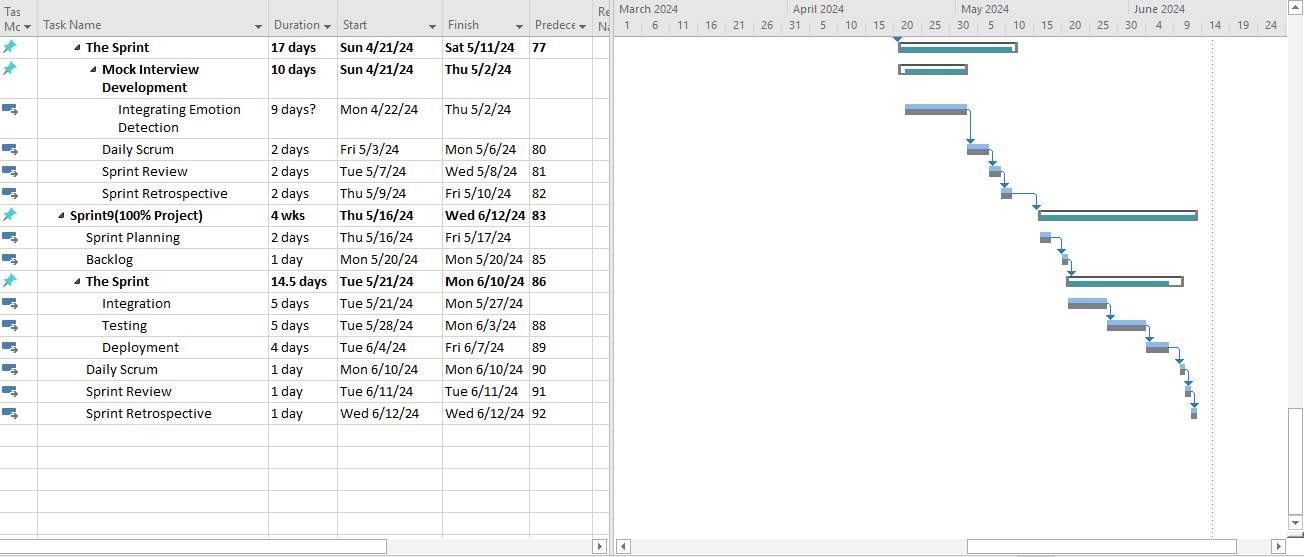 Tas
Mc
Task Name
Duration
Start
Finish
Predece
Re
Na
March 2024
April 2024
May 2024
June 2024
1 6 11 16 21 26 31 5 10 15 20 25 30 5 10 15 20 25 30 4 9 14 19 24
The Sprint 17 days Sun 4/21/24 Sat 5/11/24 77
Mock Interview 10 days Sun 4/21/24 Thu 5/2/24
Development
Integrating Emotion 9 days? Mon 4/22/24 Thu 5/2/24
Detection
Daily Scrum 2 days Fri 5/3/24 Mon 5/6/24 80
Sprint Review 2 days Tue 5/7/24 Wed 5/8/24 81
Sprint Retrospective 2 days Thu 5/9/24 Fri 5/10/24 82
Sprint9(100% Project) 4 wks Thu 5/16/24 Wed 6/12/24 83
Sprint Planning 2 days Thu 5/16/24 Fri 5/17/24
Backlog 1 day Mon 5/20/24 Mon 5/20/24 85
The Sprint 14.5 days Tue 5/21/24 Mon 6/10/24 86
Integration 5 days Tue 5/21/24 Mon 5/27/24
Testing 5 days Tue 5/28/24 Mon 6/3/24 88
Deployment 4 days Tue 6/4/24 Fri 6/7/24 89
Daily Scrum 1 day Mon 6/10/24 Mon 6/10/24 90
Sprint Review 1 day Tue 6/11/24 Tue 6/11/24 91
Sprint Retrospective 1 day Wed 6/12/24 Wed 6/12/24 92